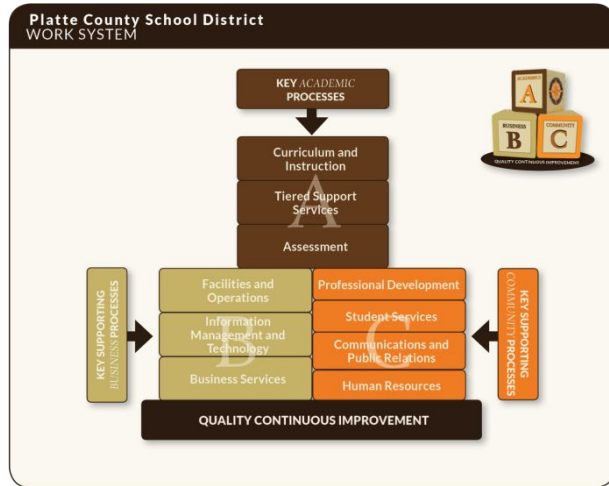 Platte County School District
WORK SYSTEM
KEY ACADEMIC
PROCESSES
ACADEMICS
A
BUSINESS
B
COMMUNITY
C
QUALITY CONTINUOUS IMPROVEMENT
Curriculum and
Instruction
Tiered Support
Services
Assessment
A
KEY SUPPORTING
BUSINESS PROCESSES
Facilities and
Operations
Information
Management and
Technology
Business Services
B
Professional Development
Student Services
Communications and
Public Relations
Human Resources
C
KEY SUPPORTING
COMMUNITY PROCESSES
QUALITY CONTINUOUS IMPROVEMENT